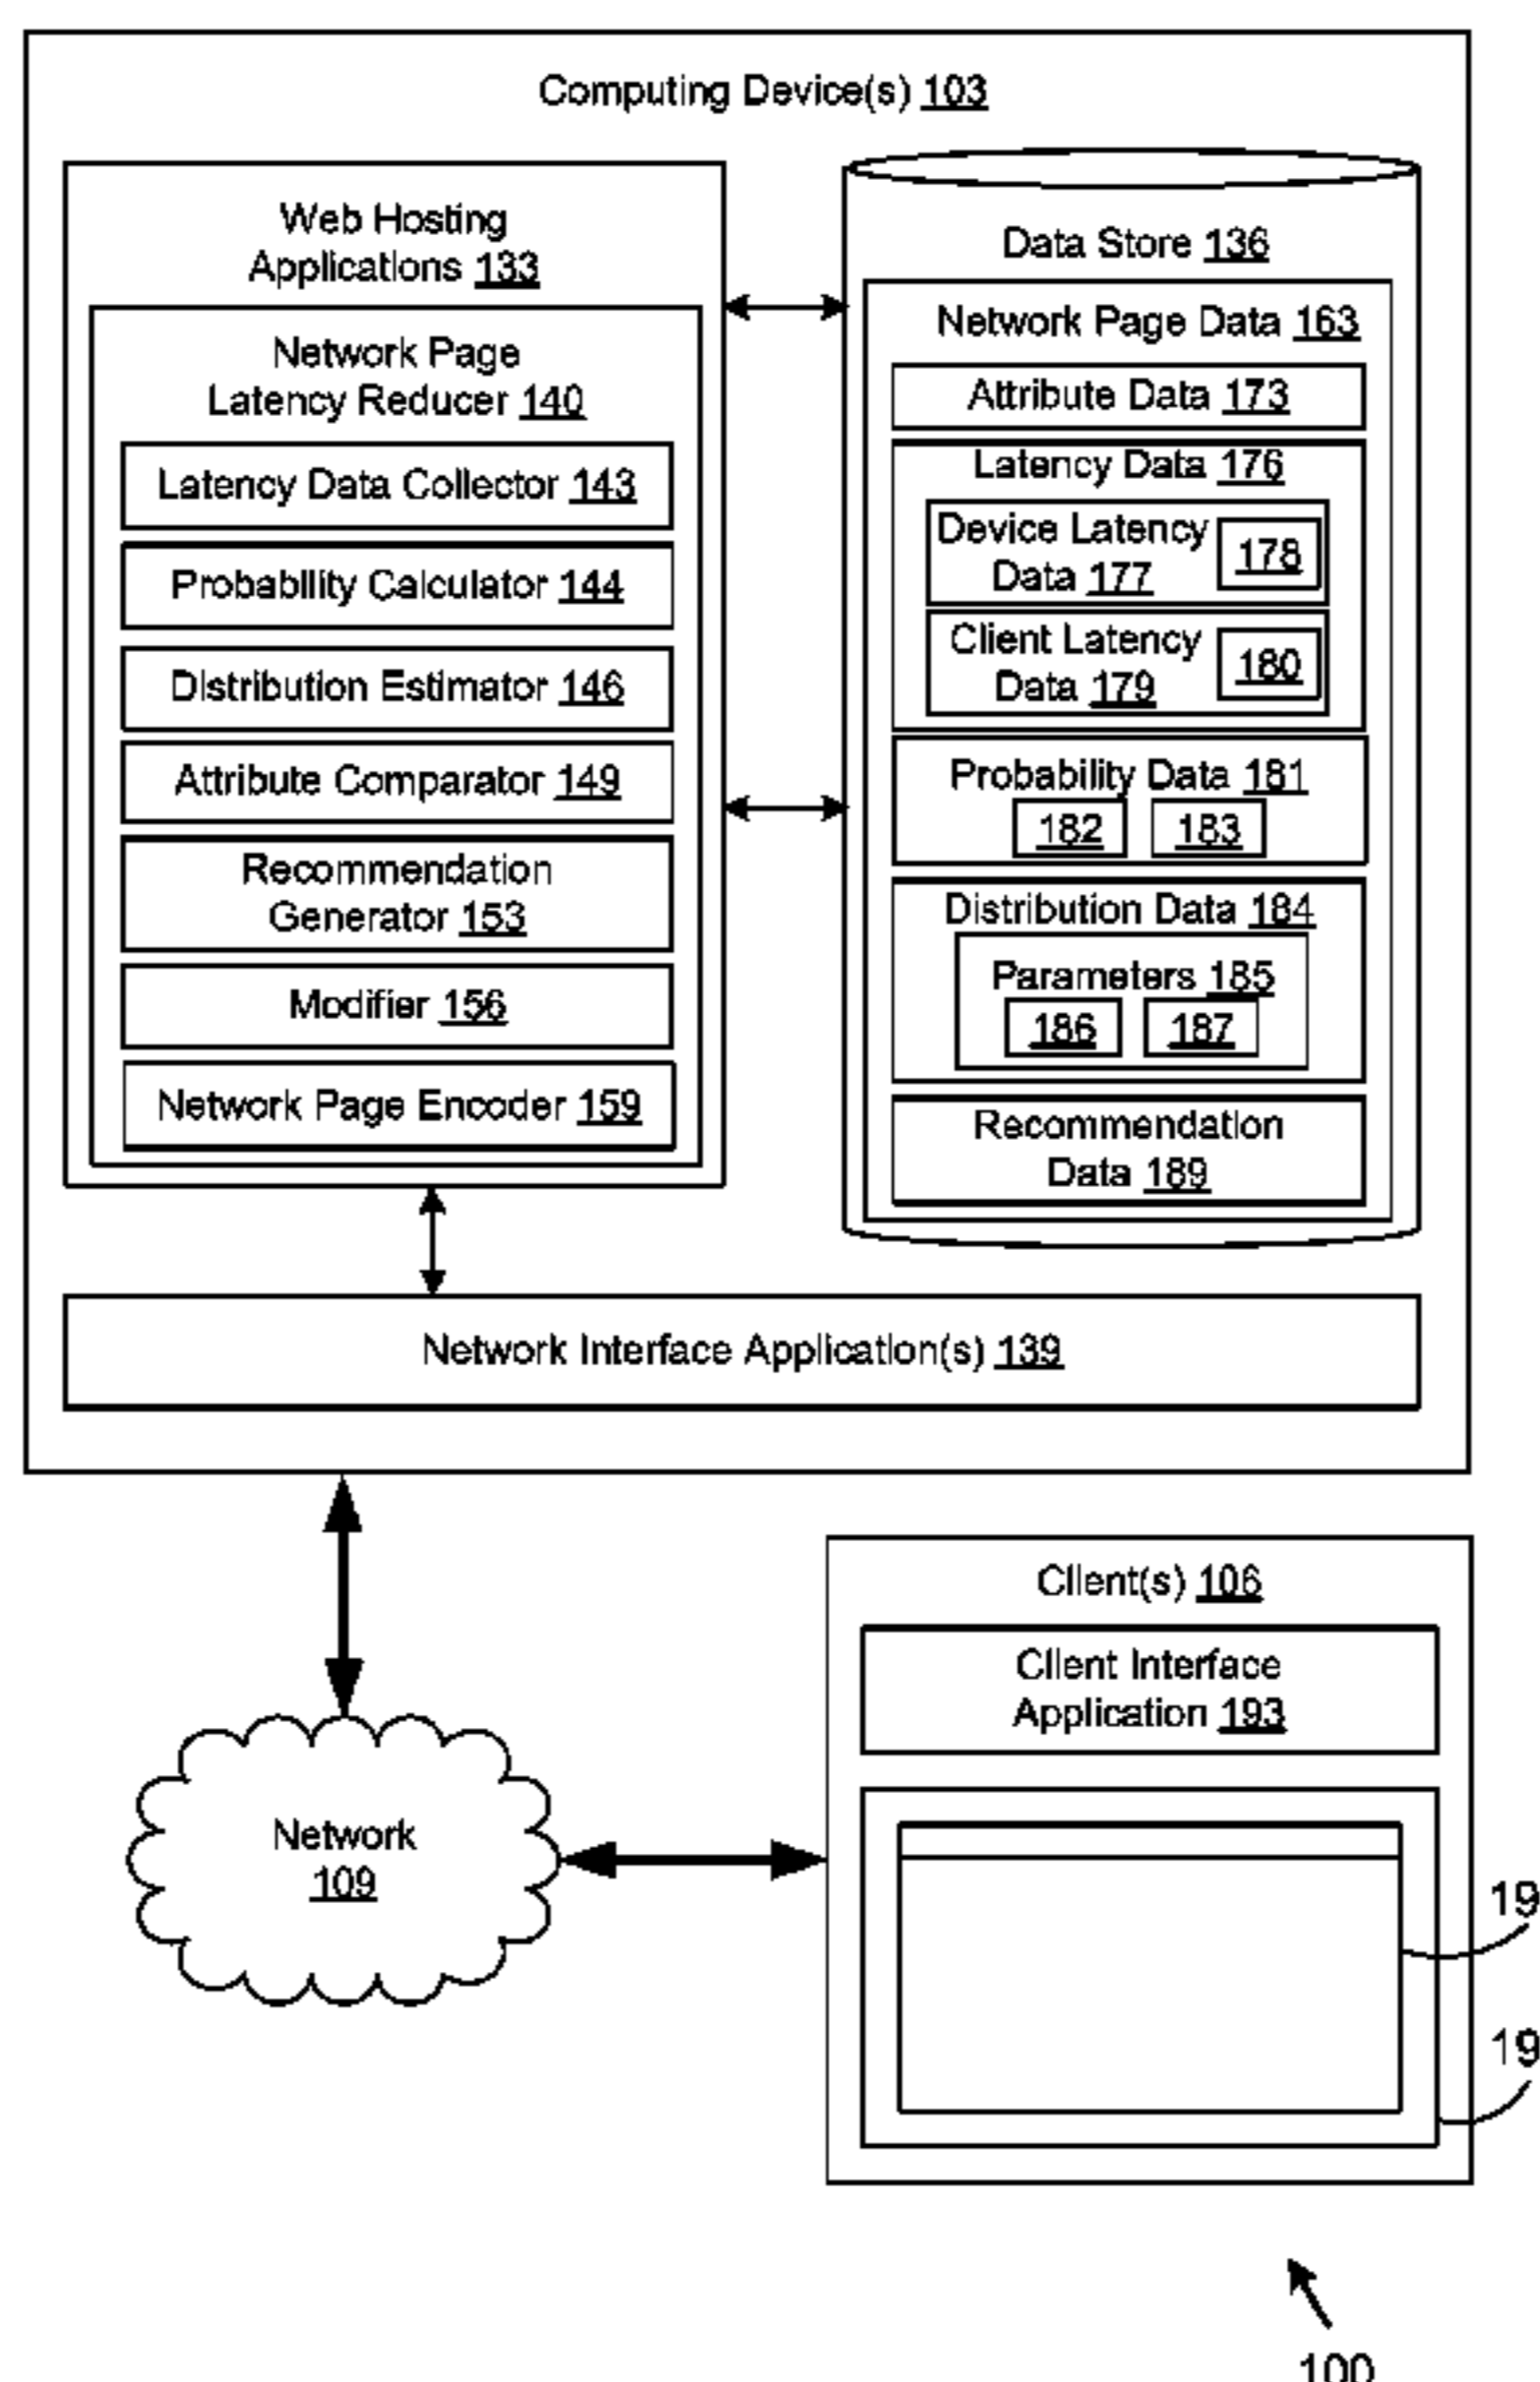 Computing Device(s) 103
Web Hosting
Applications 133
Network Page
Latency Reducer 140
Latency Data Collector 143
Probability Calculator 144
Distribution Estimator 146
Attribute Comparator 149
Recommendation
Generator 153
Modifier 156
Network Page Encoder 159
Data Store 136
Network Page Data 163
Attribute Data 173
Latency Data 176
Device Latency
Data 177
178
Client Latency
Data 179
180
Probability Data 181
182
183
Distribution Data 184
Parameters 185
186
187
Recommendation
Data 189
Network Interface Application(s) 139
Network
109
Client(s) 106
Client Interface
Application 193
19
19
100